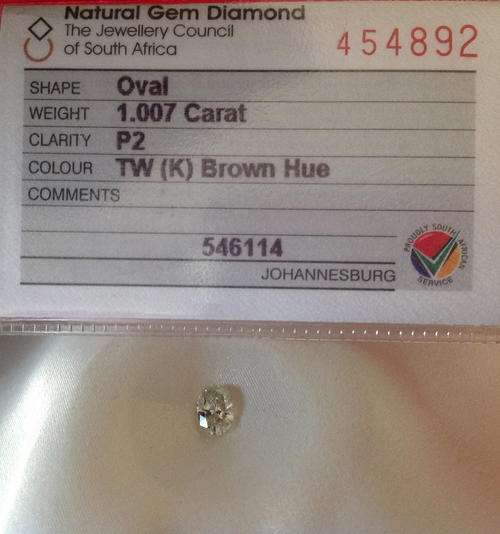 Natural Gem Diamond
The Jewellery Council
of South Africa
454892
SHAPE Oval
WEIGHT 1.007 Carat
CLARITY P2
COLOUR TW (K) Brown Hue
COMMENTS
546114
JOHANNESBURG
PROUDLY SOUTH AFRICAN
SERVICE